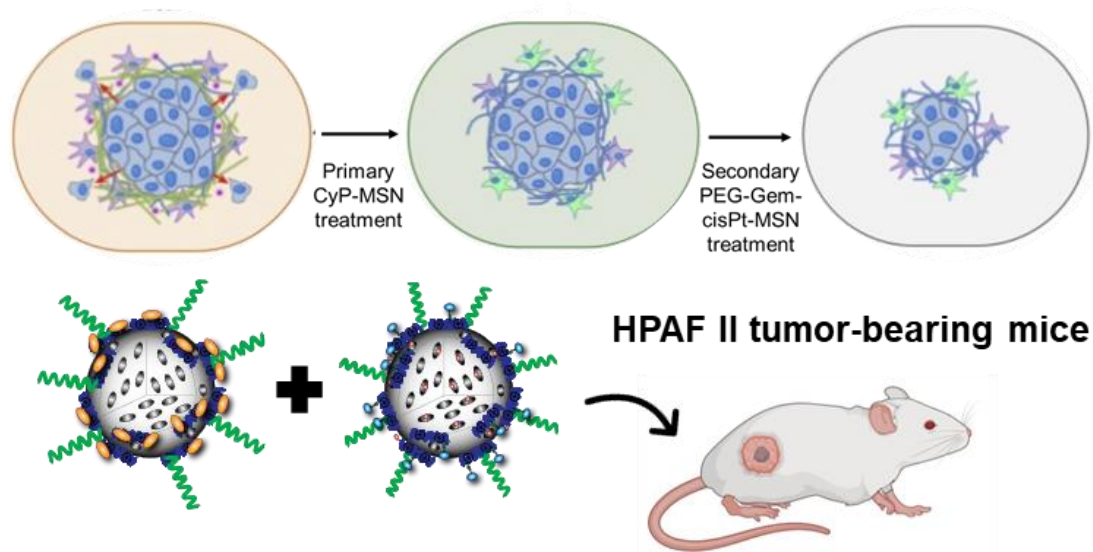 Primary
CyP-MSN
treatment
Secondary
PEG-Gem-
cisPt-MSN
treatment
HPAF II tumor-bearing mice